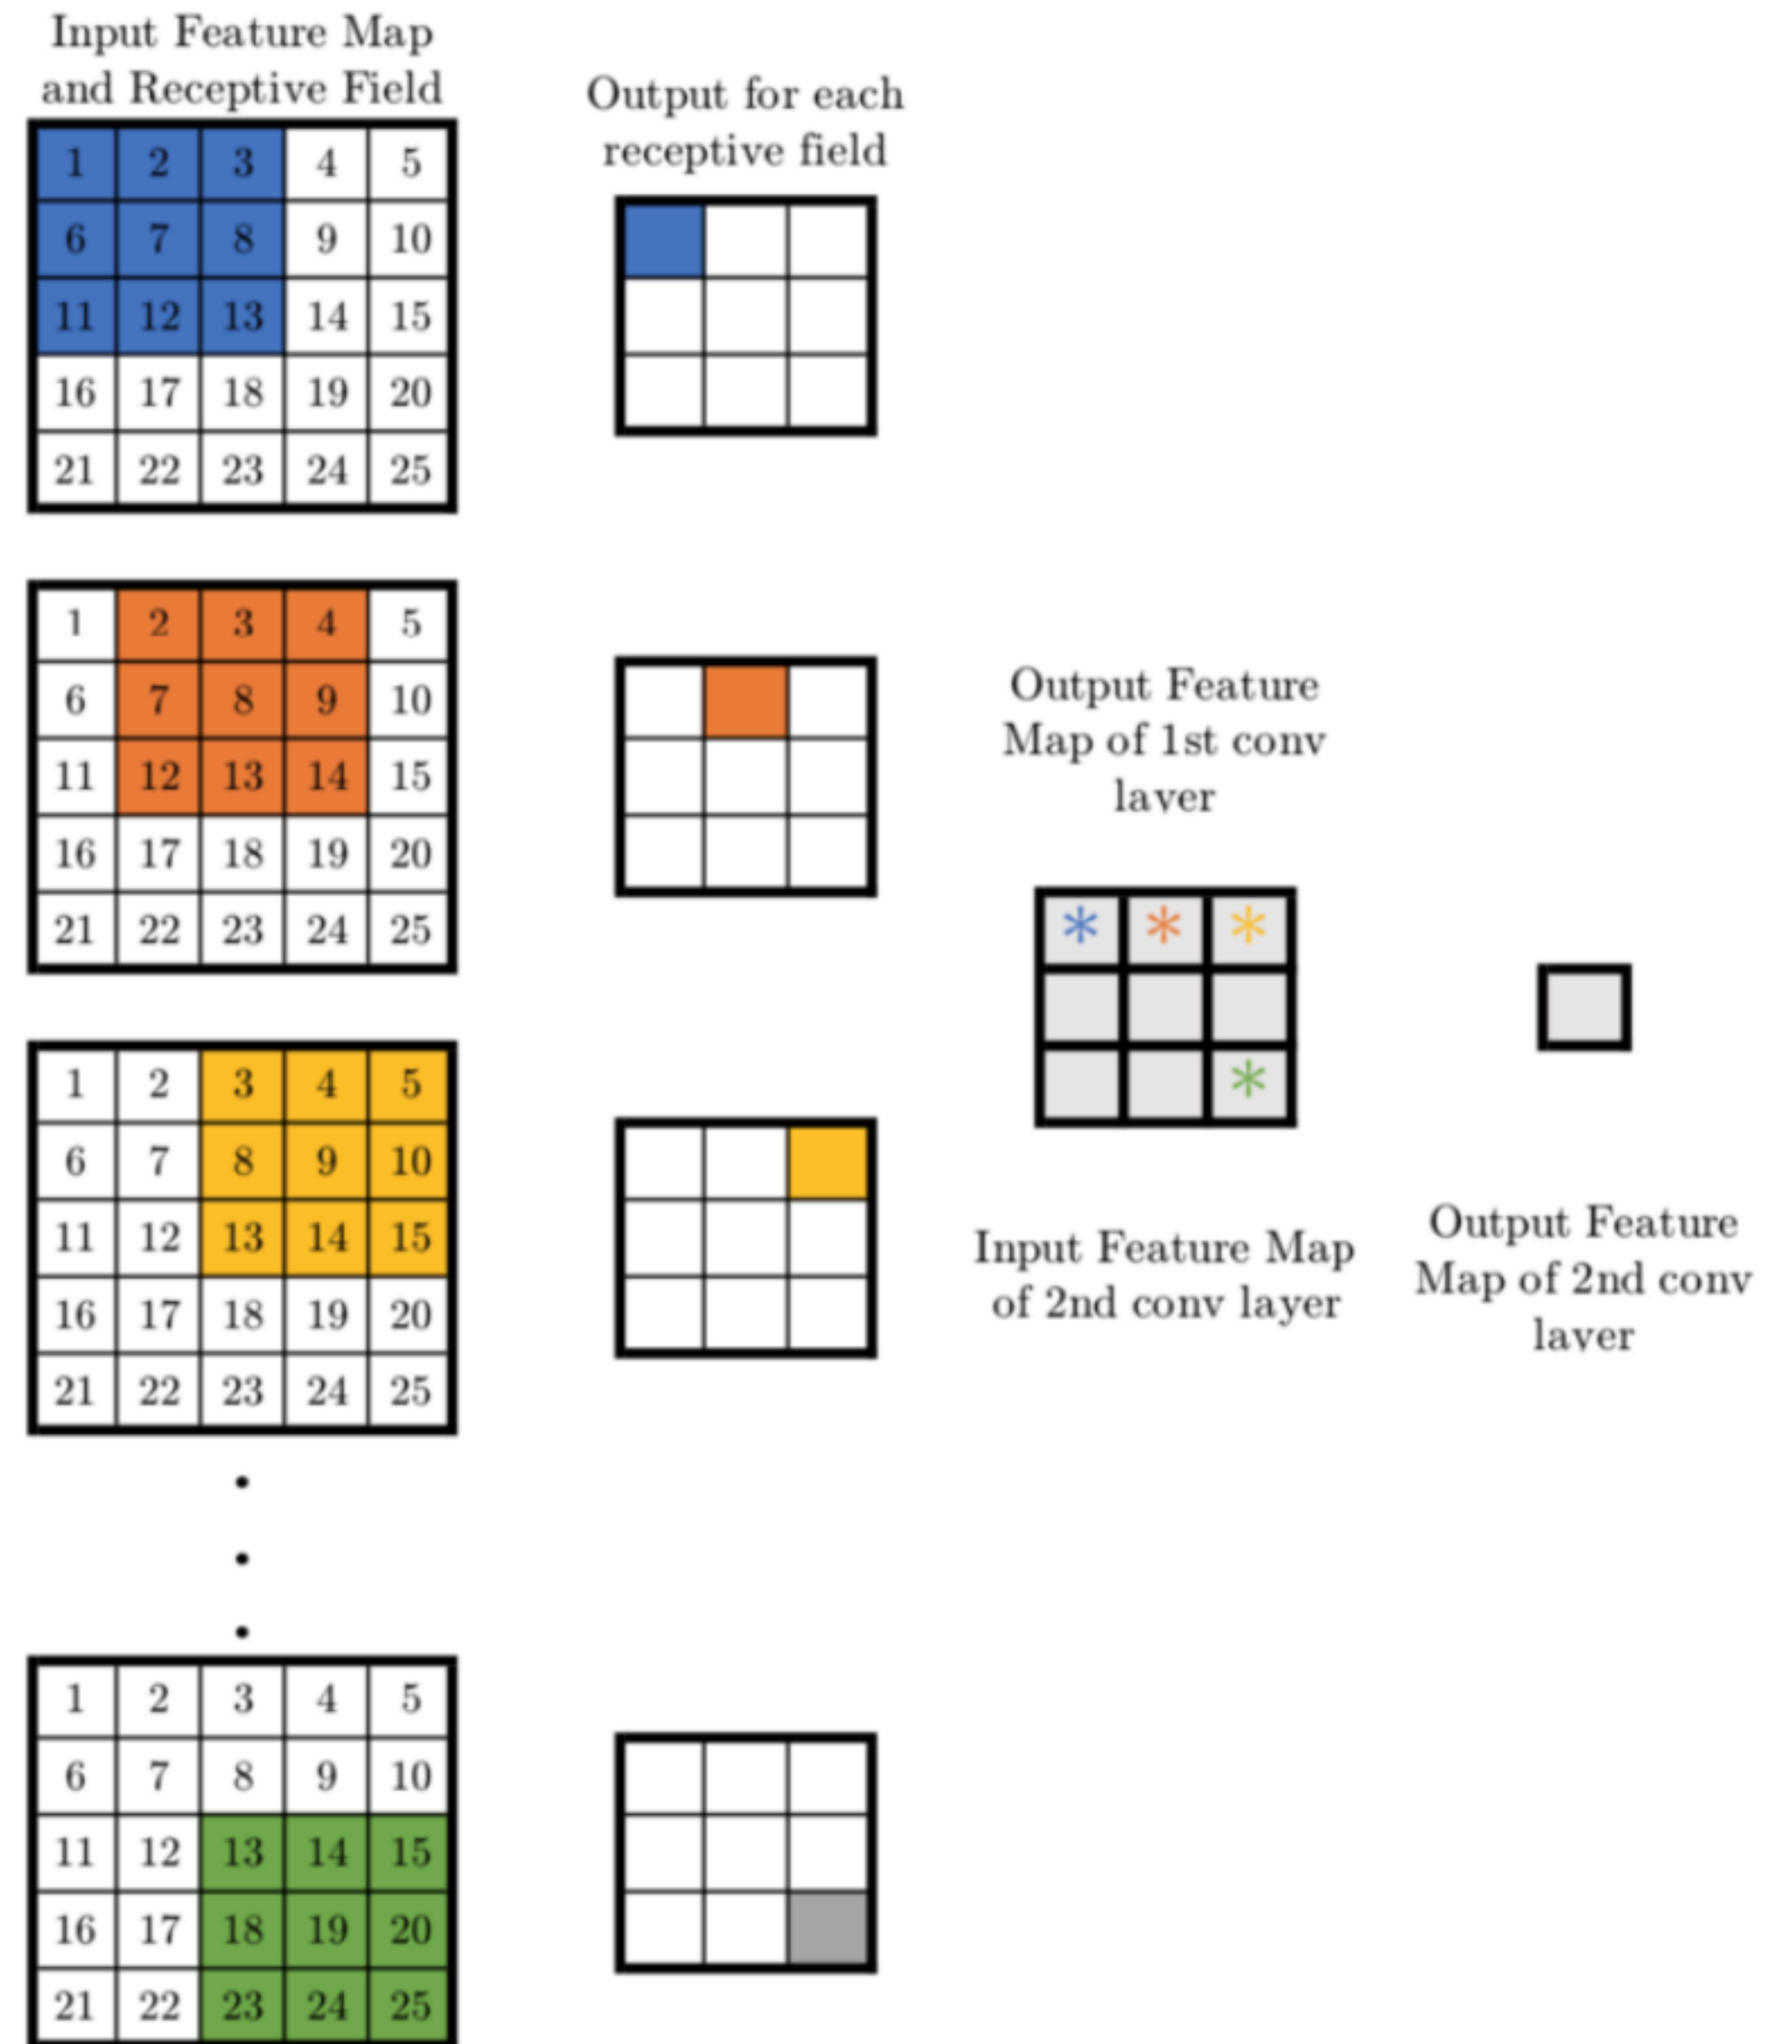 Input Feature Map
and Receptive Field
1 2 3 4 5
6 7 8 9 10
11 12 13 14 15
16 17 18 19 20
21 22 23 24 25
Output for each
receptive field
1 2 3 4 5
6 7 8 9 10
11 12 13 14 15
16 17 18 19 20
21 22 23 24 25
Output Feature
Map of 1st conv
layer
* * *
*
1 2 3 4 5
6 7 8 9 10
11 12 13 14 15
16 17 18 19 20
21 22 23 24 25
Input Feature Map
of 2nd conv layer
Output Feature
Map of 2nd conv
layer
1 2 3 4 5
6 7 8 9 10
11 12 13 14 15
16 17 18 19 20
21 22 23 24 25